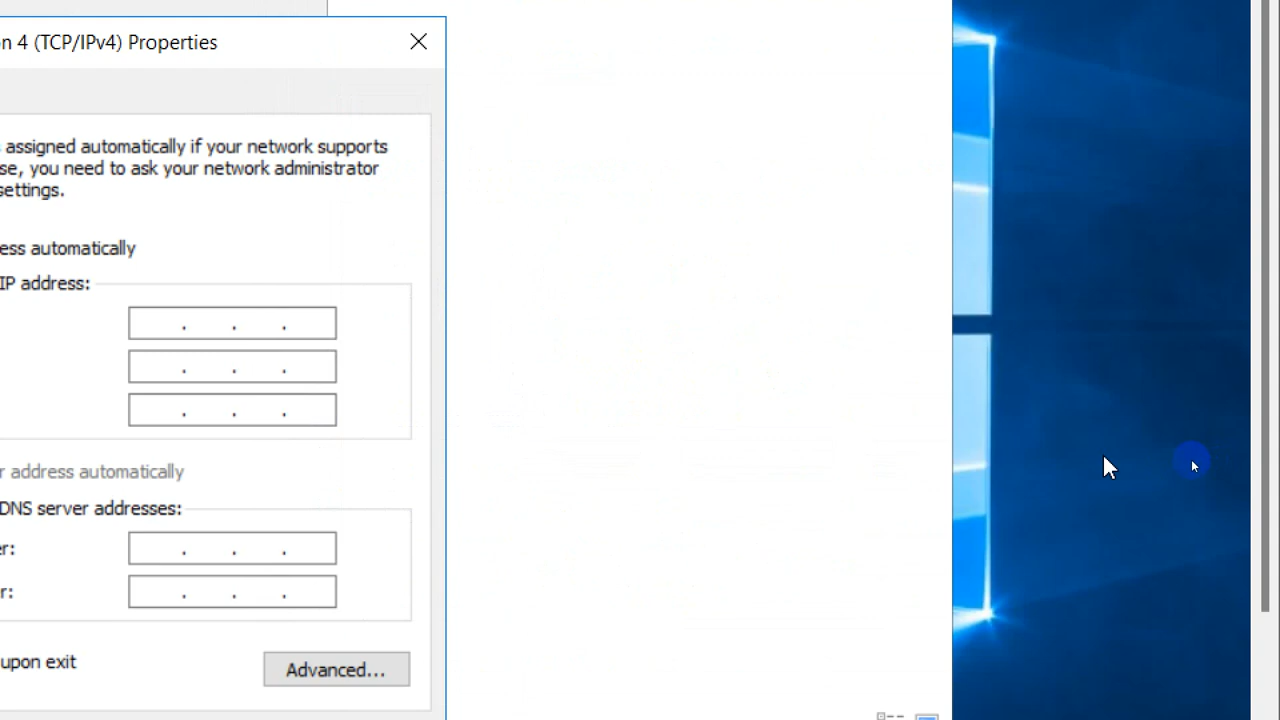 n 4 (TCP/IPv4) Properties
assigned automatically if your network supports
se, you need to ask your network administrator
settings.
ess automatically
IP address:
. . .
. . .
. . .
r address automatically
DNS server addresses:
er: . . .
r: . . .
upon exit
Advanced...